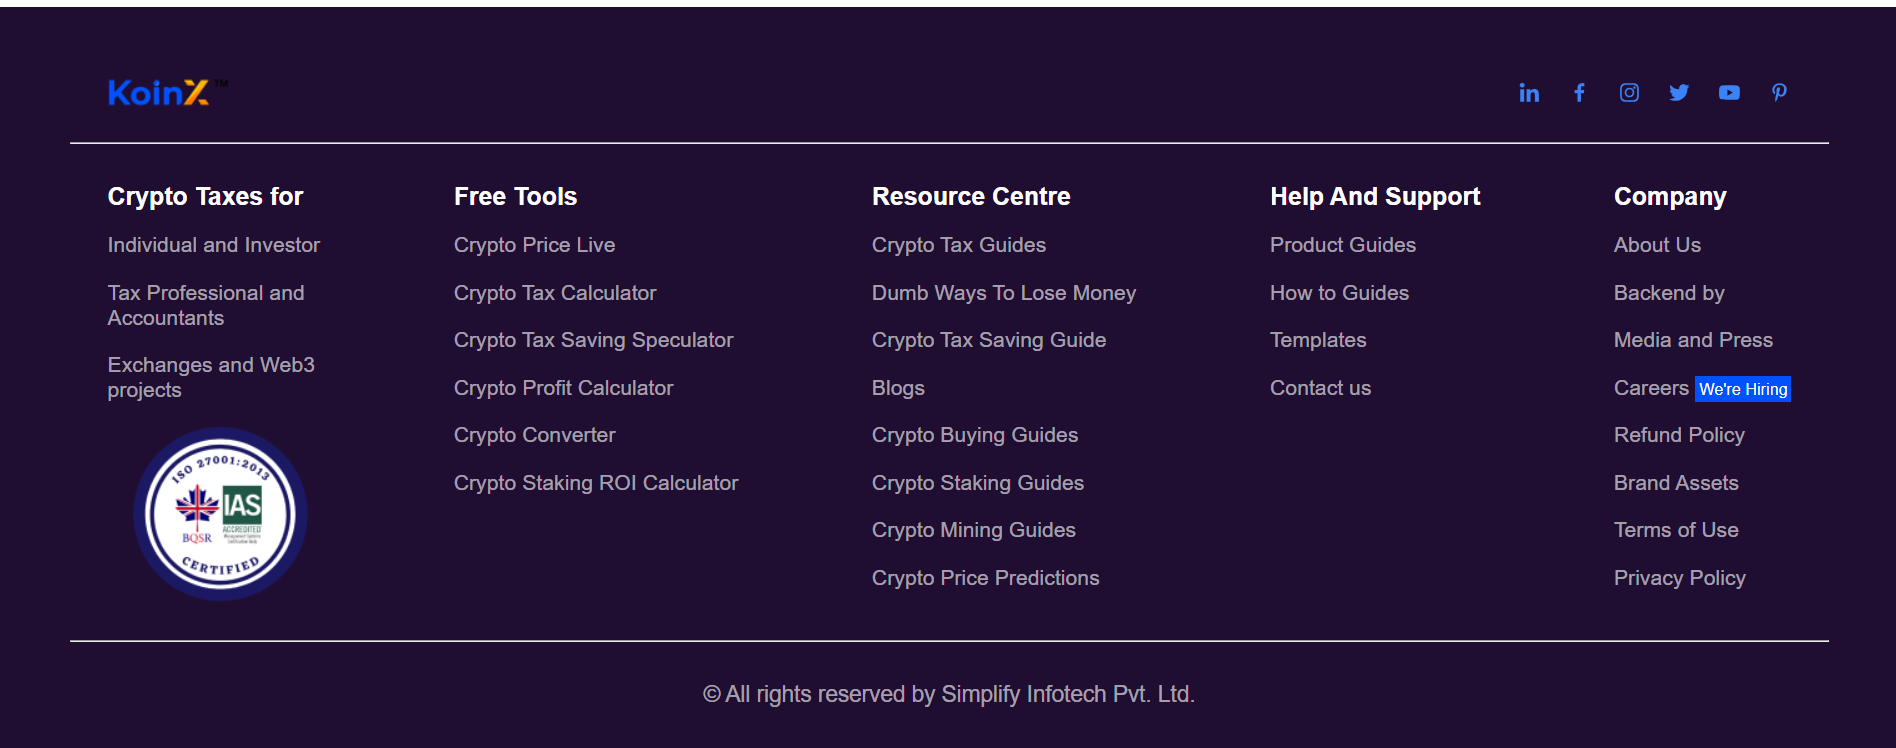 KoinX™
Crypto Taxes for
Individual and Investor
Tax Professional and
Accountants
Exchanges and Web3
projects
ISO 27001:2013
IAS
ACCREDITED
BQSR
CERTIFIED
Free Tools
Crypto Price Live
Crypto Tax Calculator
Crypto Tax Saving Speculator
Crypto Profit Calculator
Crypto Converter
Crypto Staking ROI Calculator
Resource Centre
Crypto Tax Guides
Dumb Ways To Lose Money
Crypto Tax Saving Guide
Blogs
Crypto Buying Guides
Crypto Staking Guides
Crypto Mining Guides
Crypto Price Predictions
Help And Support
Product Guides
How to Guides
Templates
Contact us
Company
About Us
Backend by
Media and Press
Careers We're Hiring
Refund Policy
Brand Assets
Terms of Use
Privacy Policy
© All rights reserved by Simplify Infotech Pvt. Ltd.